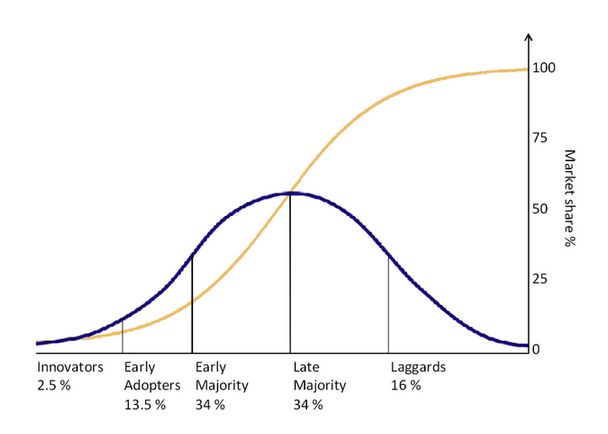 100
75
50
25
0
Market share %
Innovators
2.5 %
Early
Adopters
13.5 %
Early
Majority
34 %
Late
Majority
34 %
Laggards
16 %